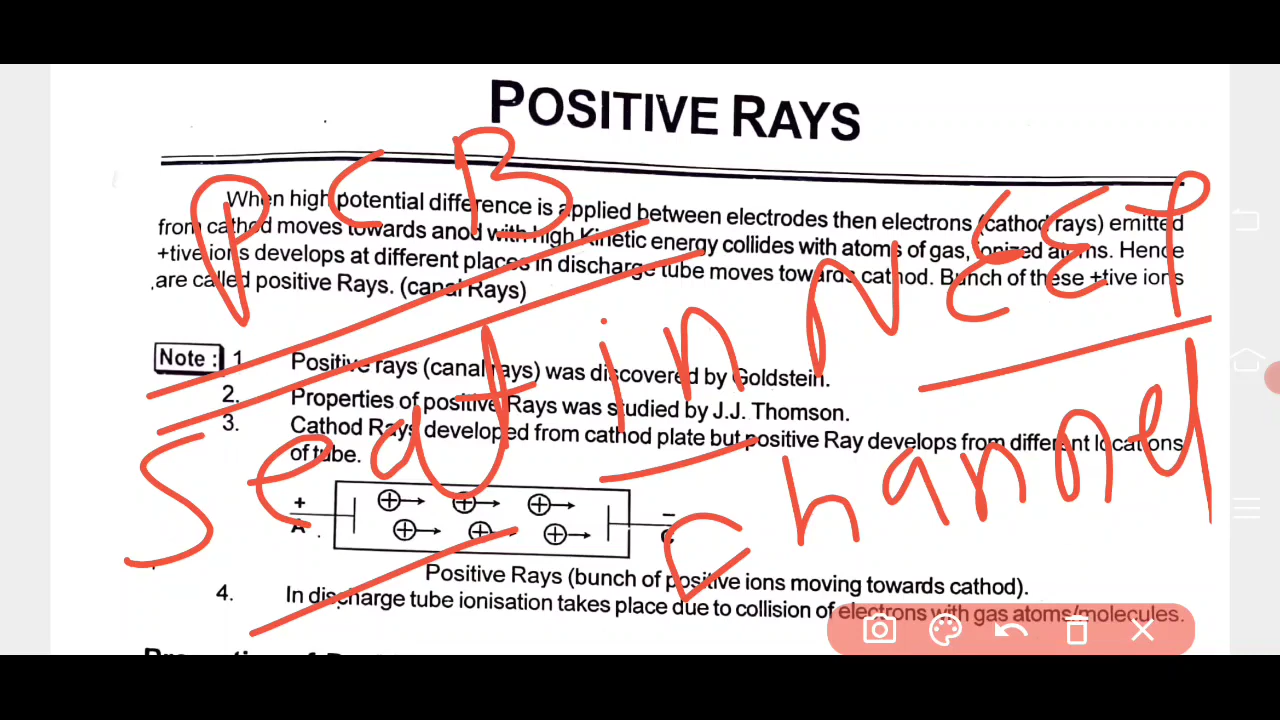 POSITIVE RAYS
When high potential difference is applied between electrodes then electrons (cathod rays) emitted
from cathod moves towards anod with high Kinetic energy collides with atoms of gas, ionized atoms. Hence
+tive ions develops at different places in discharge tube moves towards cathod. Bunch of these +tive ions
are called positive Rays. (canal Rays)
Note : 1. Positive rays (canal rays) was discovered by Goldstein.
2. Properties of positive Rays was studied by J.J. Thomson.
3. Cathod Rays developed from cathod plate but positive Ray develops from different locations
of tube.
+ −
A C
Positive Rays (bunch of positive ions moving towards cathod).
4. In discharge tube ionisation takes place due to collision of electrons with gas atoms/molecules.
PCB
Seat in NEET
channel